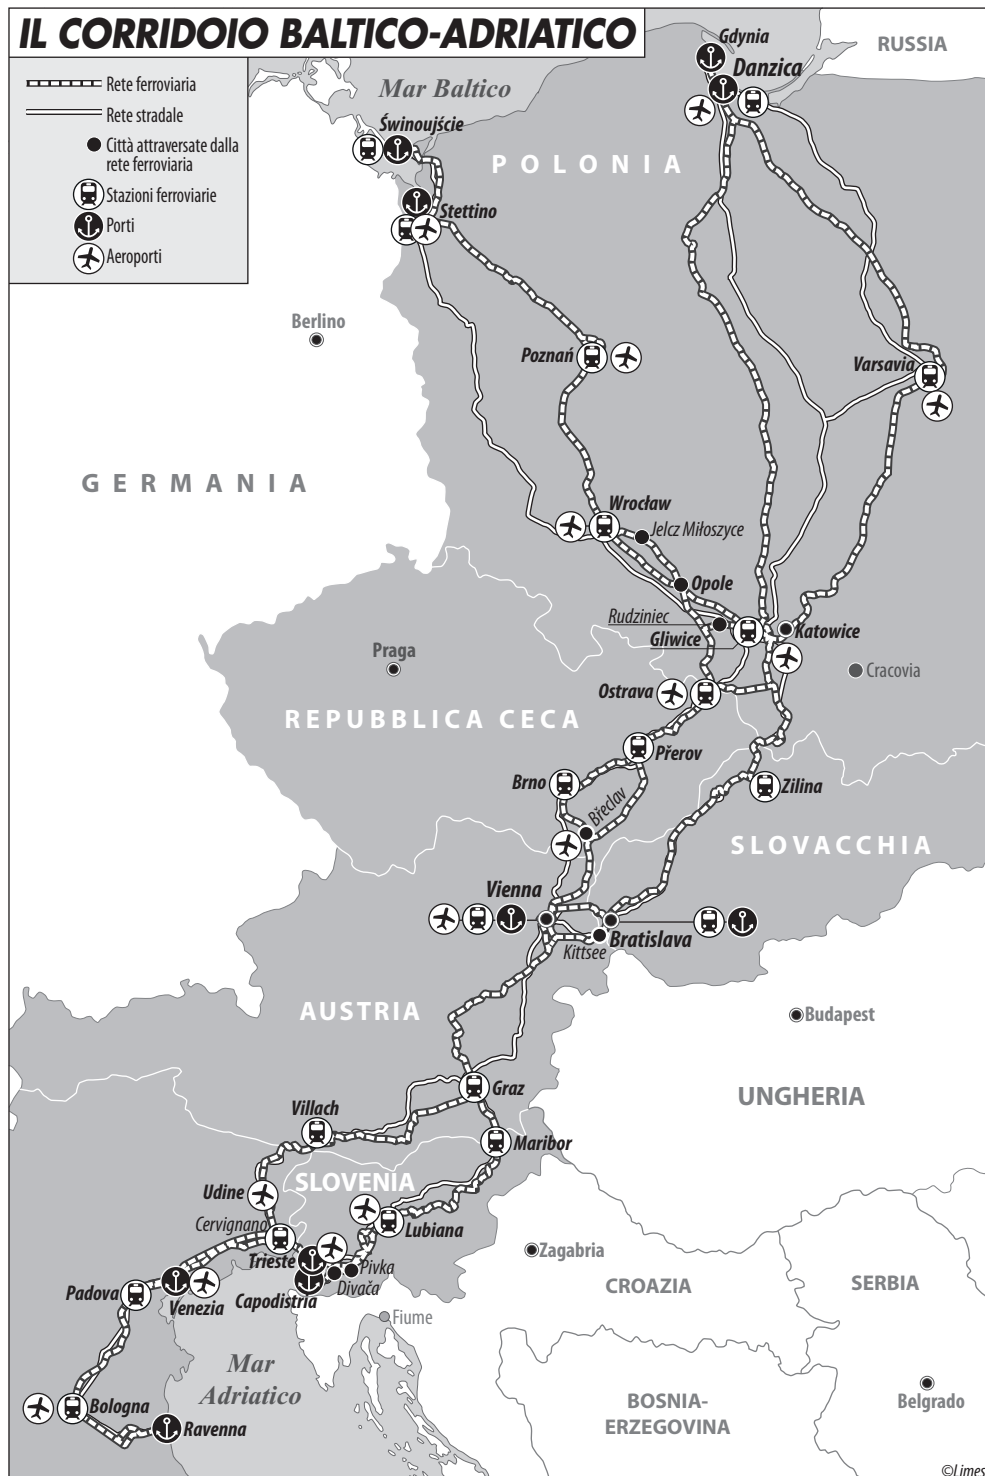 IL CORRIDOIO BALTICO-ADRIATICO
Rete ferroviaria
Rete stradale
Città attraversate dalla
rete ferroviaria
Stazioni ferroviarie
Porti
Aeroporti
Gdynia
RUSSIA
Danzica
Mar Baltico
Świnoujście
POLONIA
Stettino
Berlino
Poznań
Varsavia
GERMANIA
Wrocław
Jelcz Miłoszyce
Opole
Rudziniec
Gliwice
Katowice
Praga
Cracovia
Ostrava
REPUBBLICA CECA
Přerov
Brno
Zilina
Břeclav
SLOVACCHIA
Vienna
Bratislava
Kittsee
AUSTRIA
Budapest
Graz
UNGHERIA
Villach
Maribor
SLOVENIA
Udine
Cervignano
Lubiana
Trieste
Zagabria
Pivka
Divača
CROAZIA
SERBIA
Padova
Venezia
Capodistria
Fiume
Mar
Adriatico
Belgrado
BOSNIA-
ERZEGOVINA
Bologna
Ravenna
©Limes